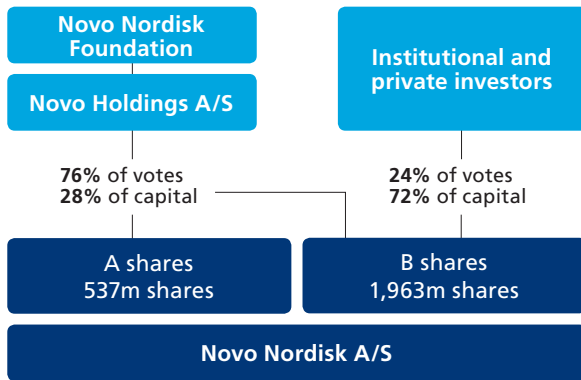 Novo Nordisk
Foundation
Novo Holdings A/S
Institutional and
private investors
76% of votes
28% of capital
24% of votes
72% of capital
A shares
537m shares
B shares
1,963m shares
Novo Nordisk A/S